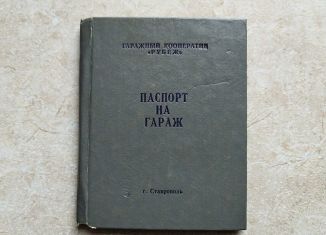 ГАРАЖНЫЙ КООПЕРАТИВ
«РУБЕЖ»
ПАСПОРТ
НА
ГАРАЖ
г. Ставрополь